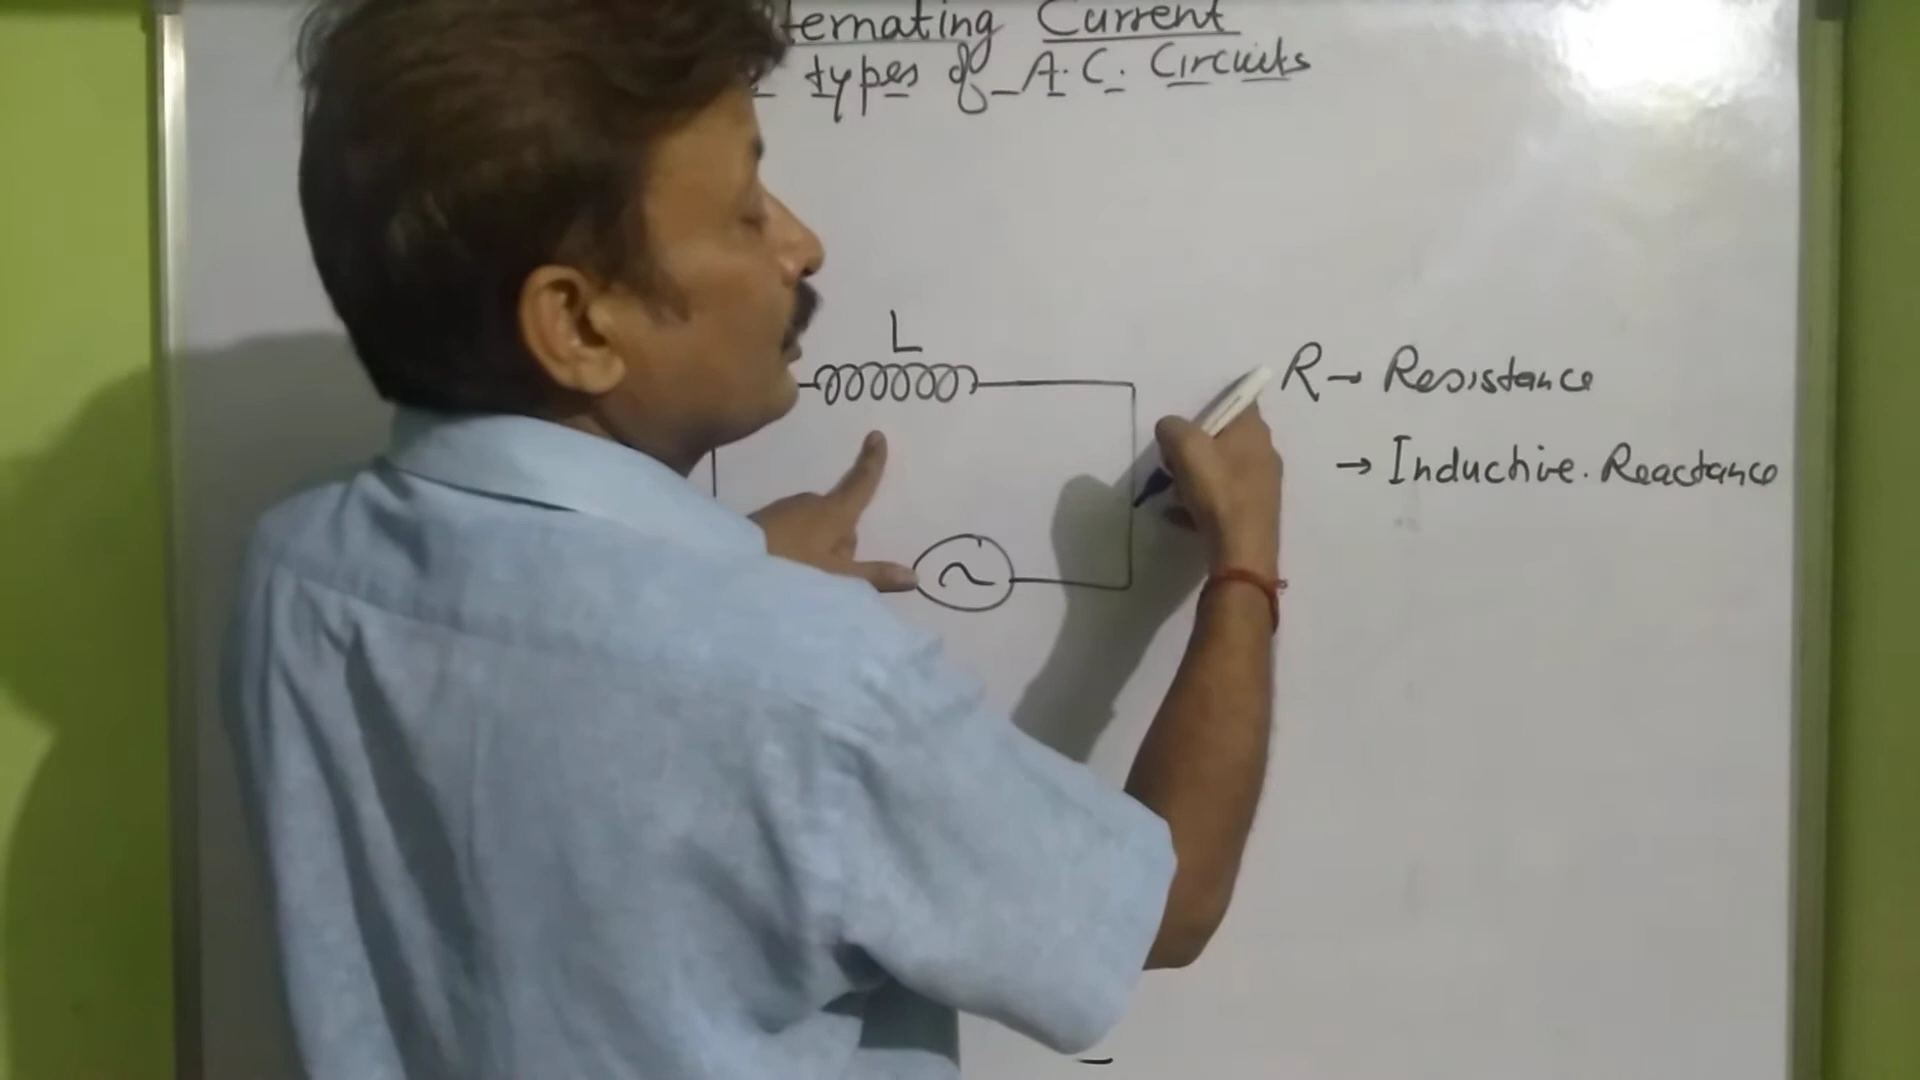 ternating Current
types of A.C. Circuits
L
R → Resistance
→ Inductive. Reactance
~